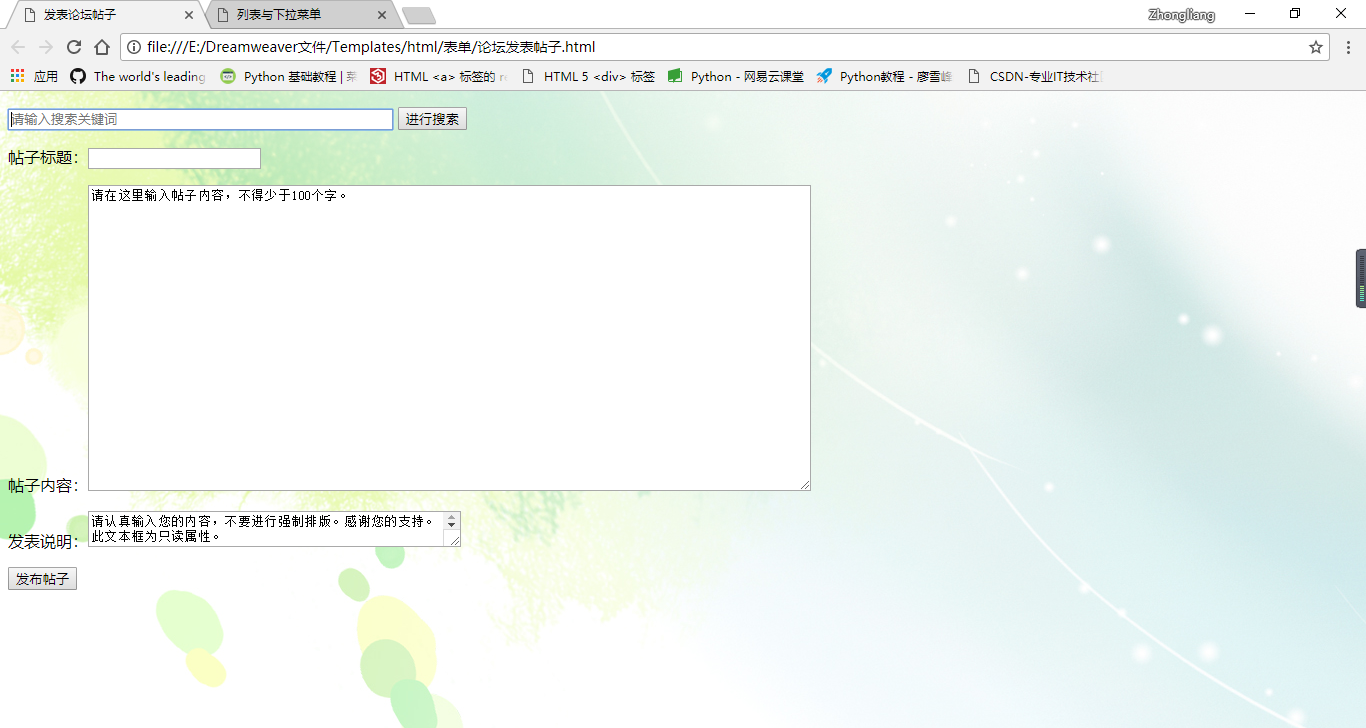 发表论坛帖子
列表与下拉菜单
Zhongliang
file:///E:/Dreamweaver文件/Templates/html/表单/论坛发表帖子.html
应用
The world's leading
Python 基础教程 | 菜
HTML <a> 标签的 re
HTML 5 <div> 标签
Python - 网易云课堂
Python教程 - 廖雪峰
CSDN-专业IT技术社区
请输入搜索关键词 进行搜索
帖子标题：
请在这里输入帖子内容，不得少于100个字。
帖子内容：
请认真输入您的内容，不要进行强制排版。感谢您的支持。
此文本框为只读属性。
发表说明：
发布帖子